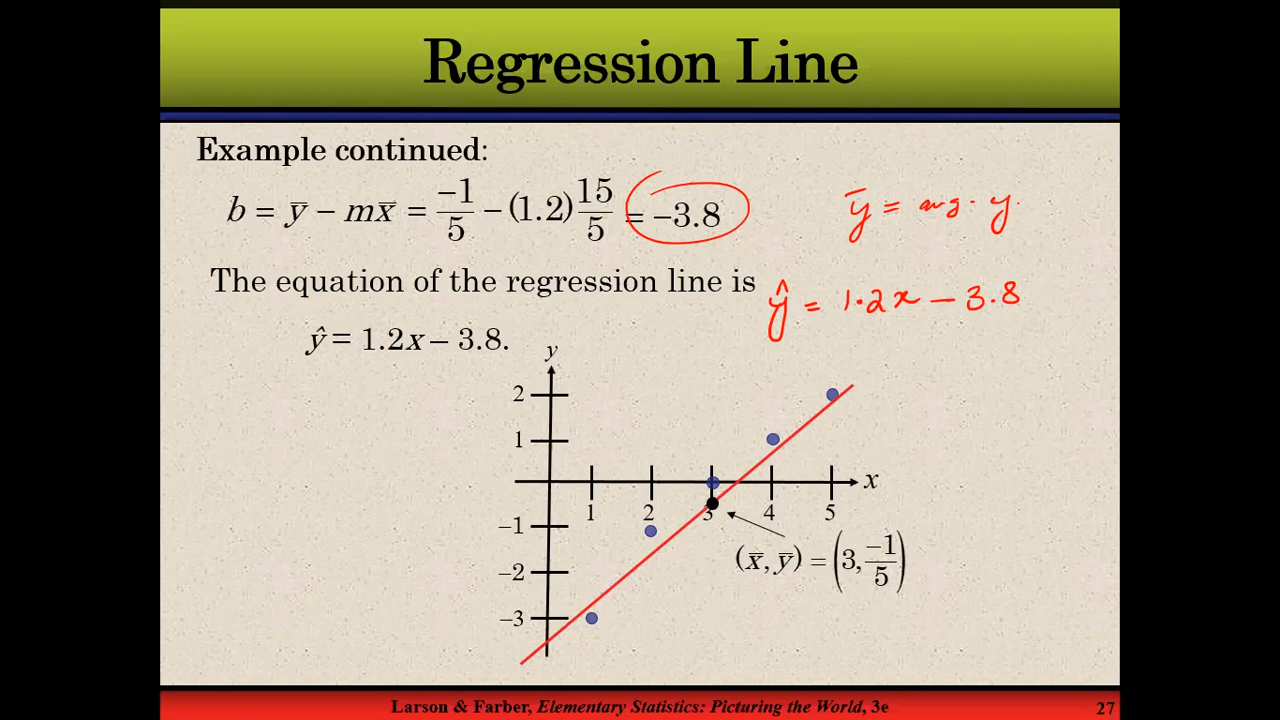 Regression Line
Example continued:
b = y̅ − mx̅ = −1/5 − (1.2) 15/5 = −3.8
y̅ = avg. y.
The equation of the regression line is
ŷ = 1.2x − 3.8
ŷ = 1.2x − 3.8.
y
2
1
x
1 2 3 4 5
−1
(x̅, y̅) = (3, −1/5)
−2
−3
Larson & Farber, Elementary Statistics: Picturing the World, 3e
27